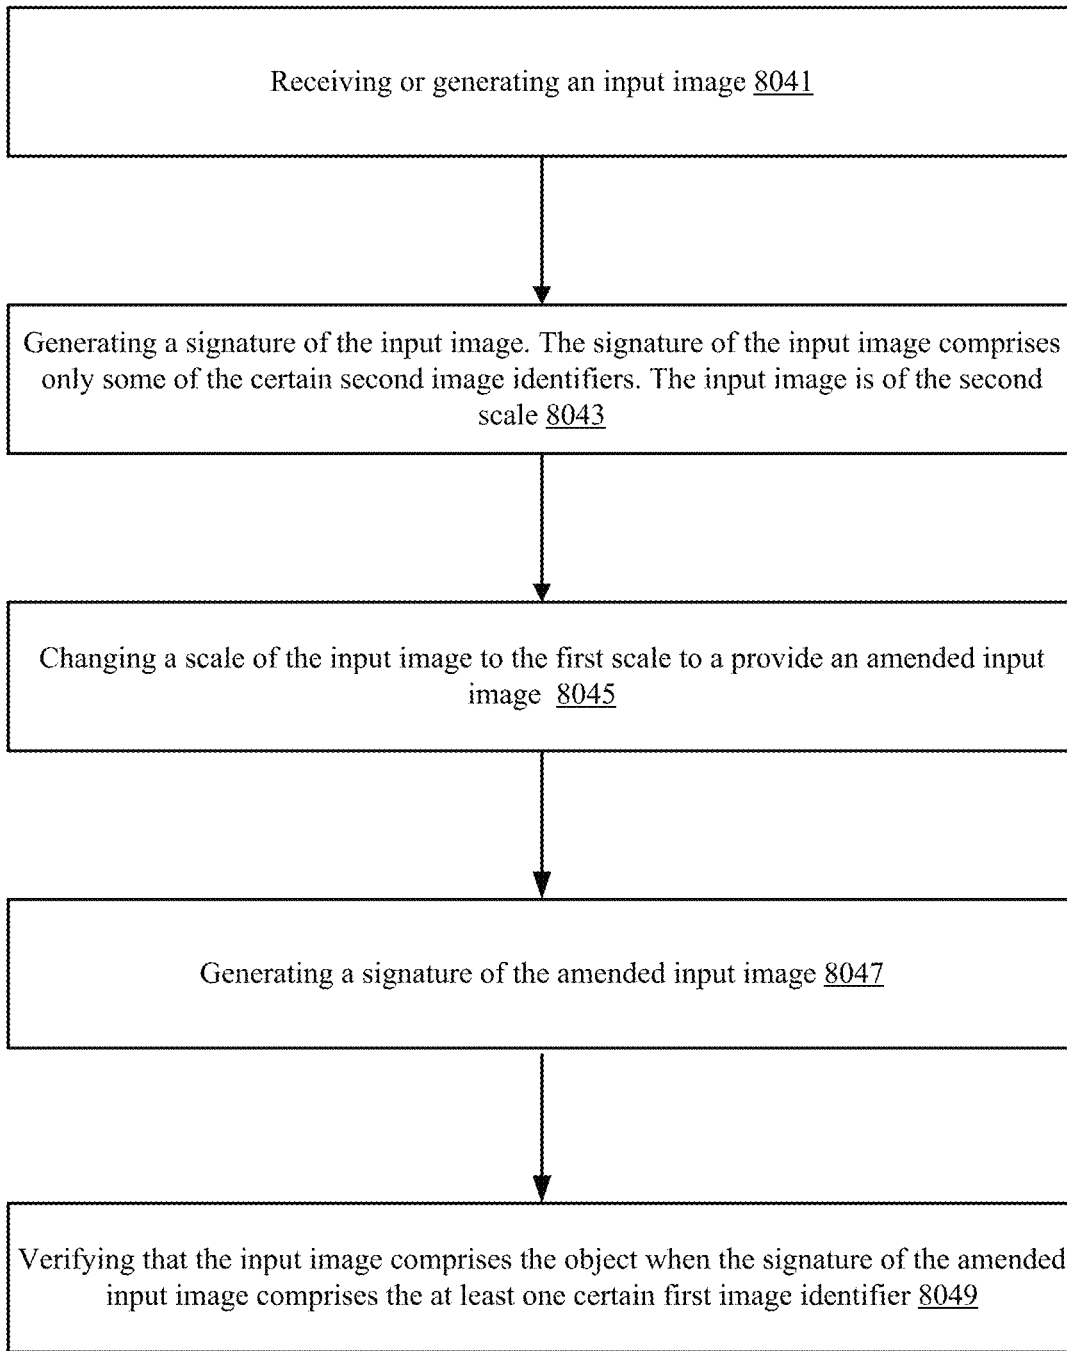 Receiving or generating an input image 8041
Generating a signature of the input image. The signature of the input image comprises
only some of the certain second image identifiers. The input image is of the second
scale 8043
Changing a scale of the input image to the first scale to a provide an amended input
image 8045
Generating a signature of the amended input image 8047
Verifying that the input image comprises the object when the signature of the amended
input image comprises the at least one certain first image identifier 8049